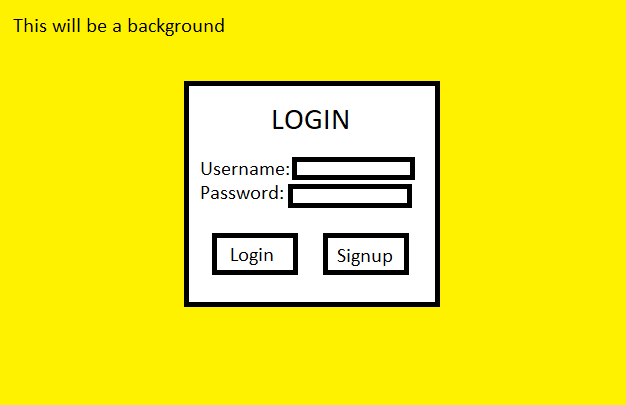 This will be a background
LOGIN
Username:
Password:
Login Signup